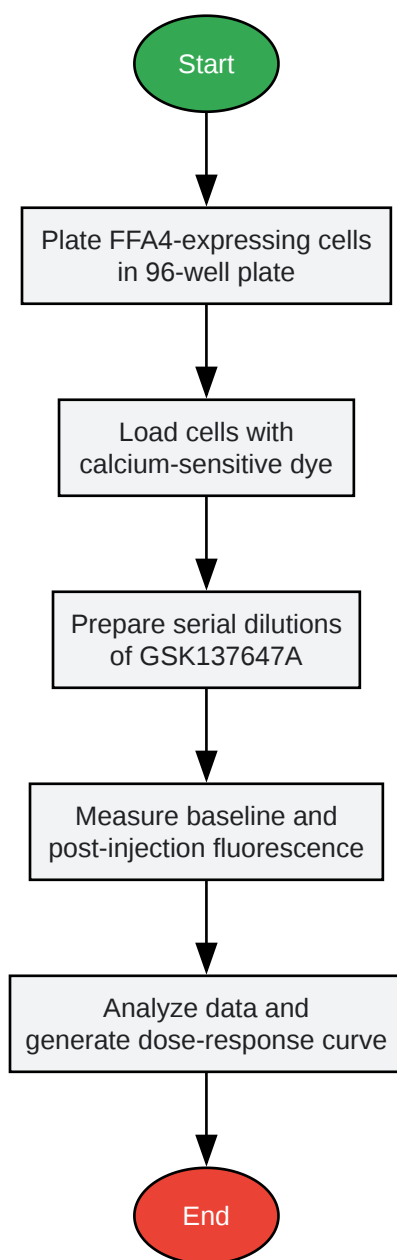 Start
Plate FFA4-expressing cells
in 96-well plate
Load cells with
calcium-sensitive dye
Prepare serial dilutions
of GSK137647A
Measure baseline and
post-injection fluorescence
Analyze data and
generate dose-response curve
End